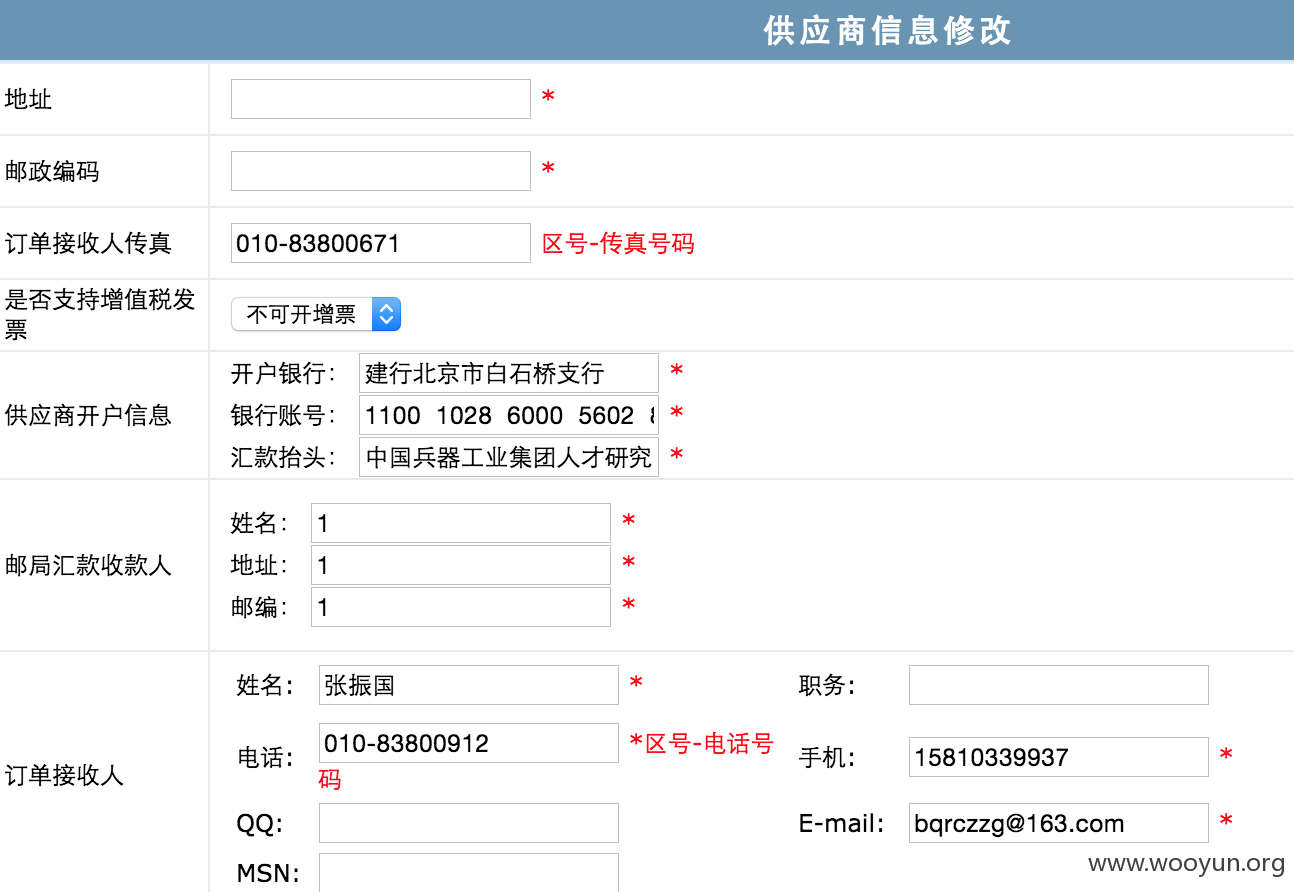 供应商信息修改
地址 *
邮政编码 *
订单接收人传真 010-83800671 区号-传真号码
是否支持增值税发
票
不可开增票
供应商开户信息
开户银行： 建行北京市白石桥支行 *
银行账号： 1100 1028 6000 5602 *
汇款抬头： 中国兵器工业集团人才研究 *
邮局汇款收款人
姓名： 1 *
地址： 1 *
邮编： 1 *
订单接收人
姓名: 张振国 * 职务:
电话: 010-83800912 *区号-电话号
码
手机: 15810339937 *
QQ: E-mail: bqrczzg@163.com *
MSN:
www.wooyun.org